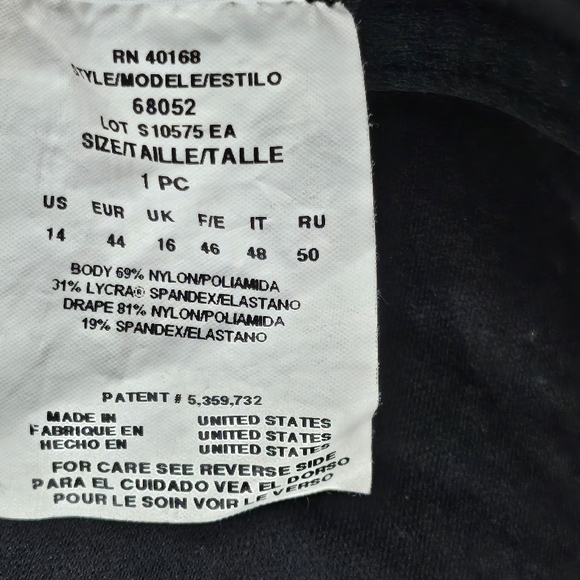 RN 40168
STYLE/MODELE/ESTILO
68052
LOT S10575 EA
SIZE/TAILLE/TALLE
1 PC
US EUR UK F/E IT RU
14 44 16 46 48 50
BODY 69% NYLON/POLIAMIDA
31% LYCRA® SPANDEX/ELASTANO
DRAPE 81% NYLON/POLIAMIDA
19% SPANDEX/ELASTANO
PATENT # 5,359,732
MADE IN UNITED STATES
FABRIQUE EN UNITED STATES
HECHO EN UNITED STATES
FOR CARE SEE REVERSE SIDE
PARA EL CUIDADO VEA EL DORSO
POUR LE SOIN VOIR LE VERSO